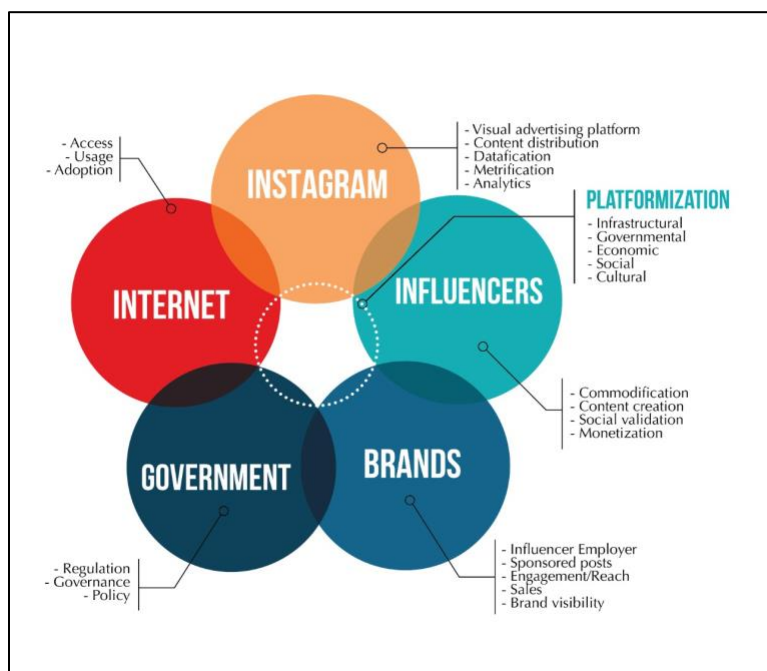 - Access
- Usage
- Adoption
INSTAGRAM
- Visual advertising platform
- Content distribution
- Datafication
- Metrification
- Analytics
PLATFORMIZATION
- Infrastructural
- Governmental
- Economic
- Social
- Cultural
INTERNET
INFLUENCERS
- Commodification
- Content creation
- Social validation
- Monetization
GOVERNMENT
BRANDS
- Regulation
- Governance
- Policy
- Influencer Employer
- Sponsored posts
- Engagement/Reach
- Sales
- Brand visibility